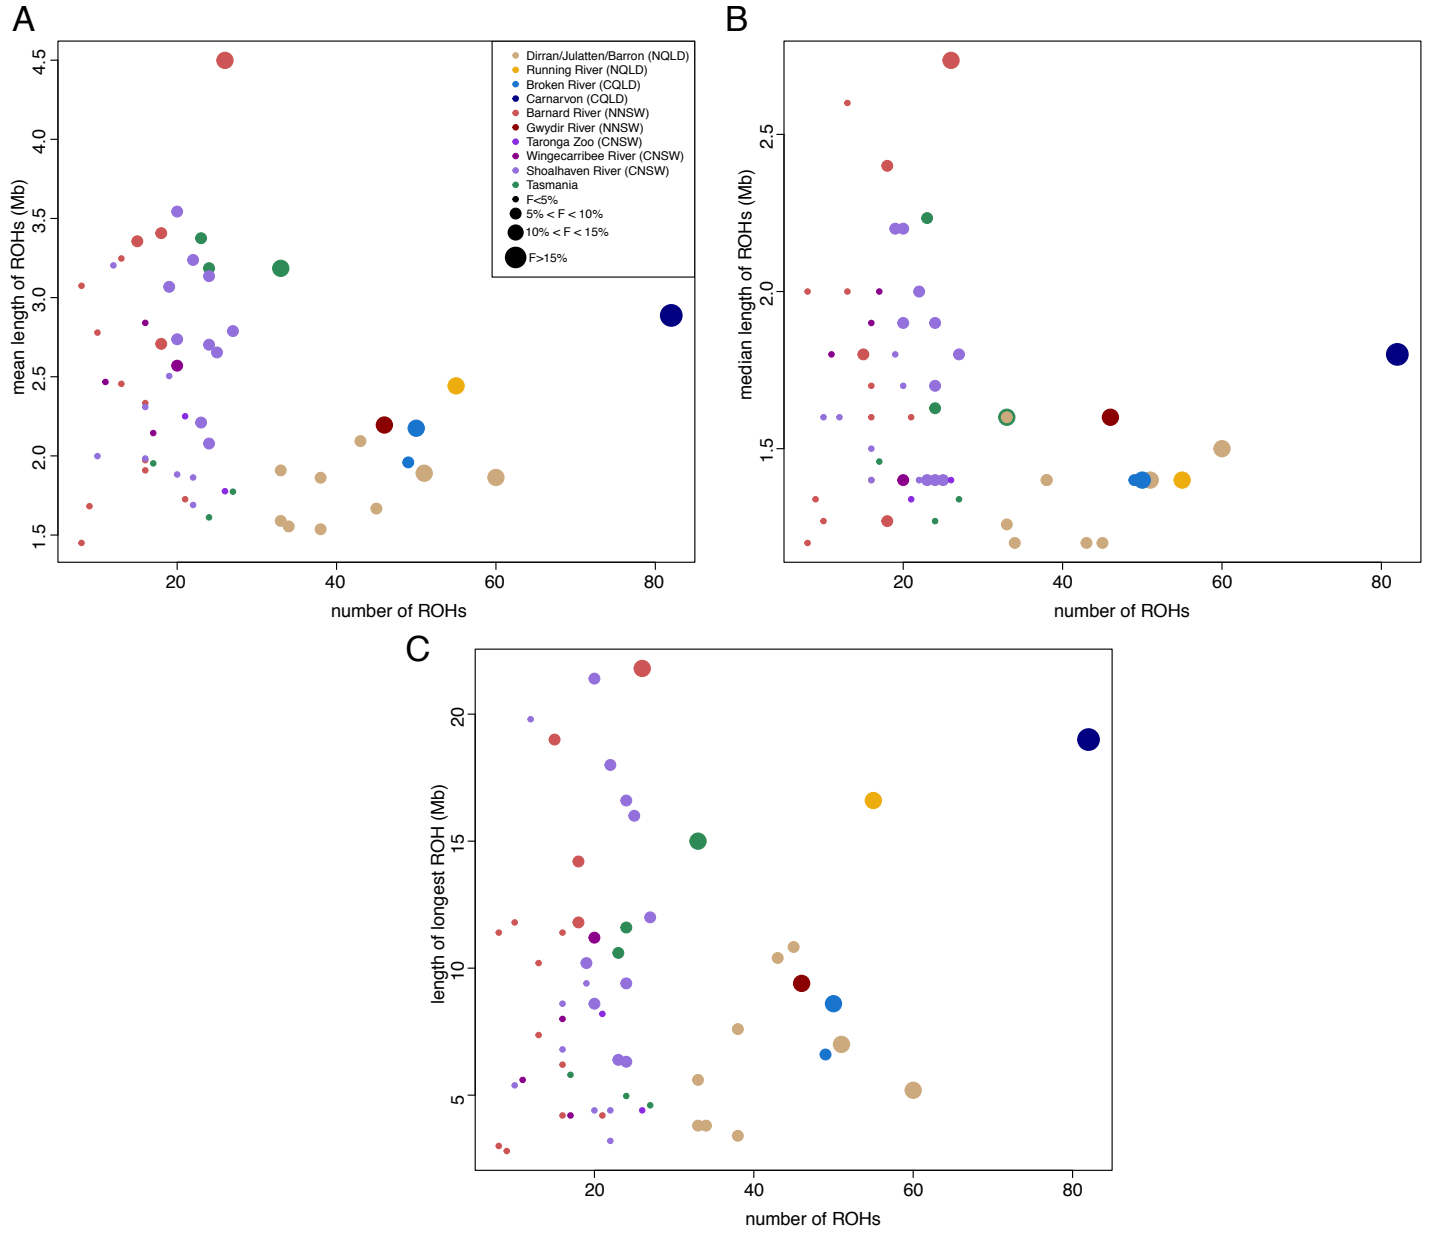 A
mean length of ROHs (Mb)
4.5
4.0
3.5
3.0
2.5
2.0
1.5
Dirran/Julatten/Barron (NQLD)
Running River (NQLD)
Broken River (CQLD)
Carnarvon (CQLD)
Barnard River (NNSW)
Gwydir River (NNSW)
Taronga Zoo (CNSW)
Wingecarribee River (CNSW)
Shoalhaven River (CNSW)
Tasmania
F<5%
5% < F < 10%
10% < F < 15%
F>15%
20 40 60 80
number of ROHs
B
median length of ROHs (Mb)
2.5
2.0
1.5
20 40 60 80
number of ROHs
C
length of longest ROH (Mb)
20
15
10
5
20 40 60 80
number of ROHs